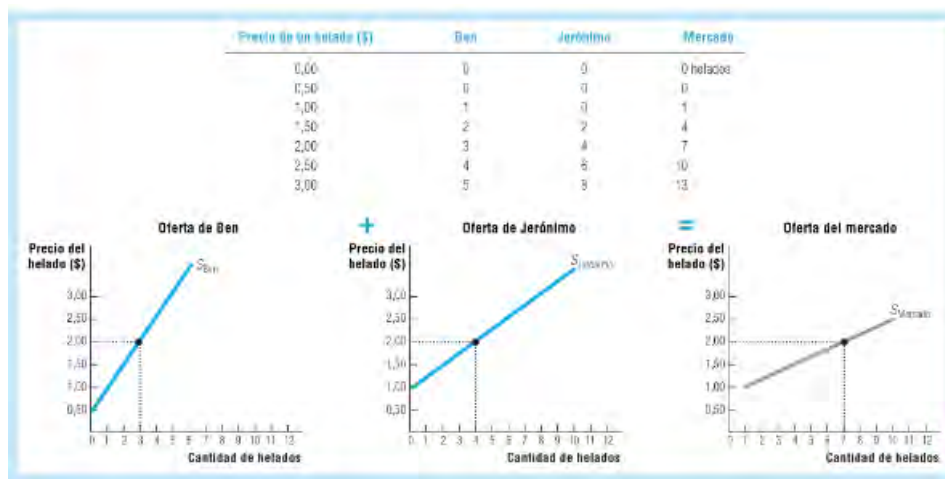 Precio de un helado ($) Ben Jerónimo Mercado
0,00 0 0 0 helados
0,50 0 0 0
1,00 1 0 1
1,50 2 2 4
2,00 3 4 7
2,50 4 6 10
3,00 5 8 13
Oferta de Ben + Oferta de Jerónimo = Oferta del mercado
Precio del helado ($)
S Ben
3,00
2,50
2,00
1,50
1,00
0,50
0 1 2 3 4 5 6 7 8 9 10 11 12
Cantidad de helados
Precio del helado ($)
S Jerónimo
3,00
2,50
2,00
1,50
1,00
0,50
0 1 2 3 4 5 6 7 8 9 10 11 12
Cantidad de helados
Precio del helado ($)
S Mercado
3,00
2,50
2,00
1,50
1,00
0,50
0 1 2 3 4 5 6 7 8 9 10 11 12
Cantidad de helados